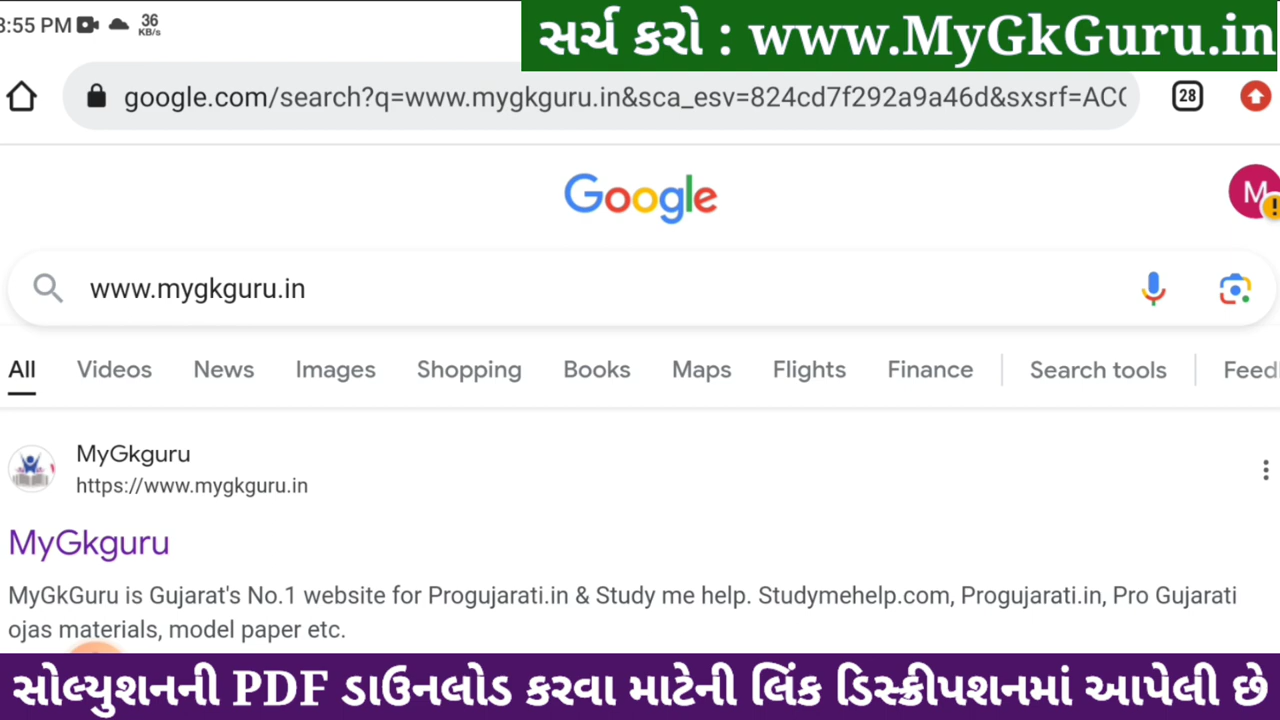 3:55 PM 36 KB/s
સર્ચ કરો : www.MyGkGuru.in
google.com/search?q=www.mygkguru.in&sca_esv=824cd7f292a9a46d&sxsrf=AC
28
Google
M
www.mygkguru.in
All Videos News Images Shopping Books Maps Flights Finance Search tools Feed
MyGkguru
https://www.mygkguru.in
MyGkguru
MyGkGuru is Gujarat's No.1 website for Progujarati.in & Study me help. Studymehelp.com, Progujarati.in, Pro Gujarati
ojas materials, model paper etc.
સોલ્યુશનની PDF ડાઉનલોડ કરવા માટેની લિંક ડિસ્ક્રીપશનમાં આપેલી છે